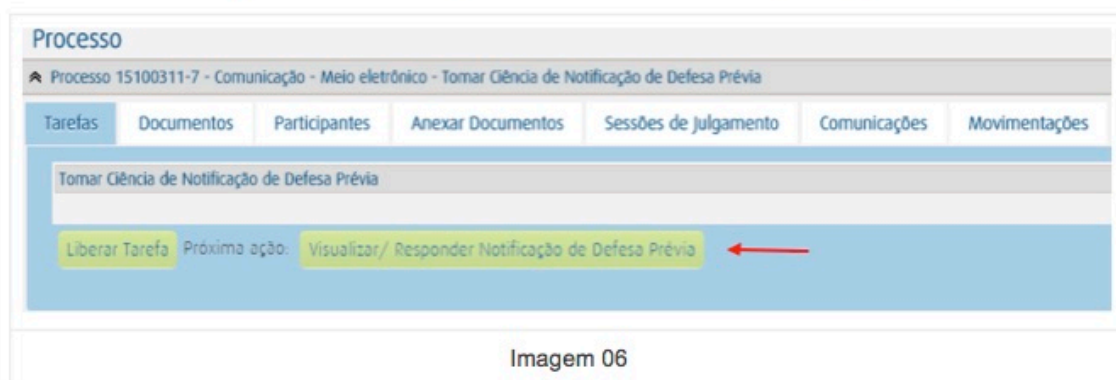 Processo
Processo 15100311-7 - Comunicação - Meio eletrônico - Tomar Ciência de Notificação de Defesa Prévia
Tarefas Documentos Participantes Anexar Documentos Sessões de Julgamento Comunicações Movimentações
Tomar Ciência de Notificação de Defesa Prévia
Liberar Tarefa Próxima ação: Visualizar/ Responder Notificação de Defesa Prévia
Imagem 06